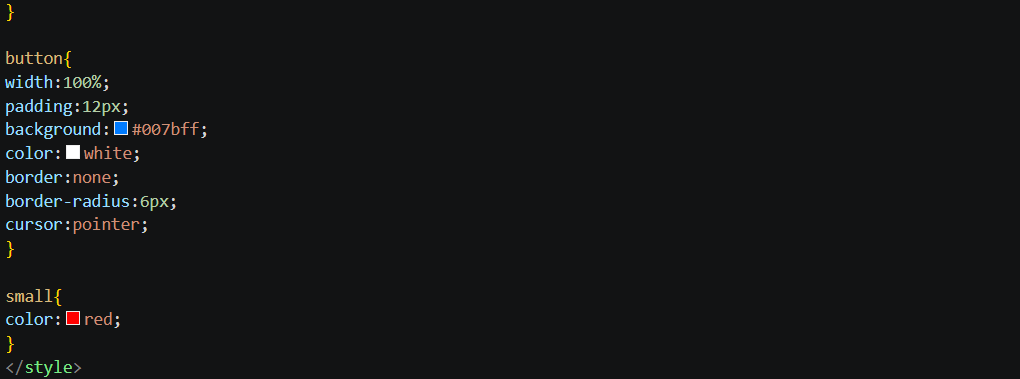 }
button{
width:100%;
padding:12px;
background:#007bff;
color:white;
border:none;
border-radius:6px;
cursor:pointer;
}
small{
color:red;
}
</style>